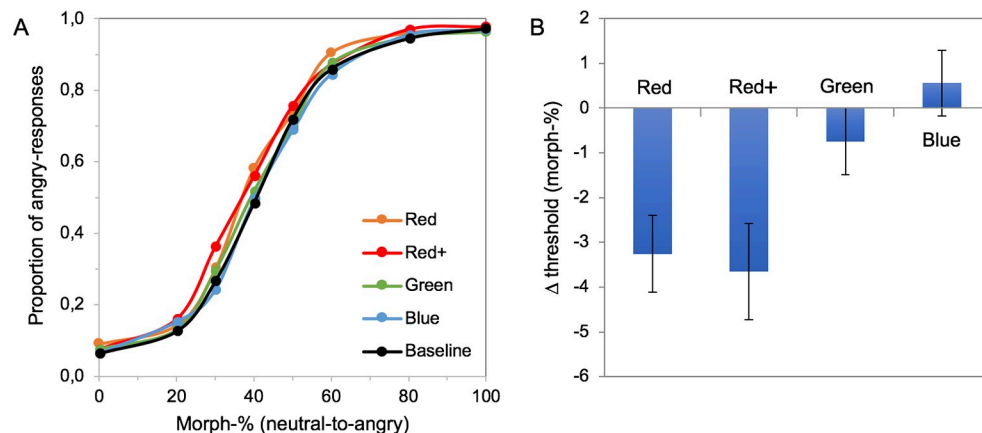 A
Proportion of angry-responses
1,0
0,8
0,6
0,4
0,2
0,0
0
20
40
60
80
100
Morph-% (neutral-to-angry)
Red
Red+
Green
Blue
Baseline
B
Δ threshold (morph-%)
2
1
0
-1
-2
-3
-4
-5
-6
Red
Red+
Green
Blue